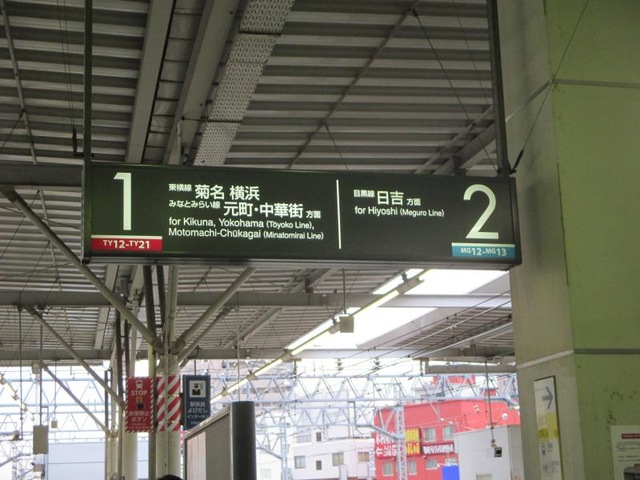 1
TY12-TY21
東横線 菊名 横浜
みなとみらい線 元町・中華街 方面
for Kikuna, Yokohama (Tōyoko Line),
Motomachi-Chūkagai (Minatomirai Line)
目黒線 日吉 方面
for Hiyoshi (Meguro Line)
2
MG12-MG13
STOP